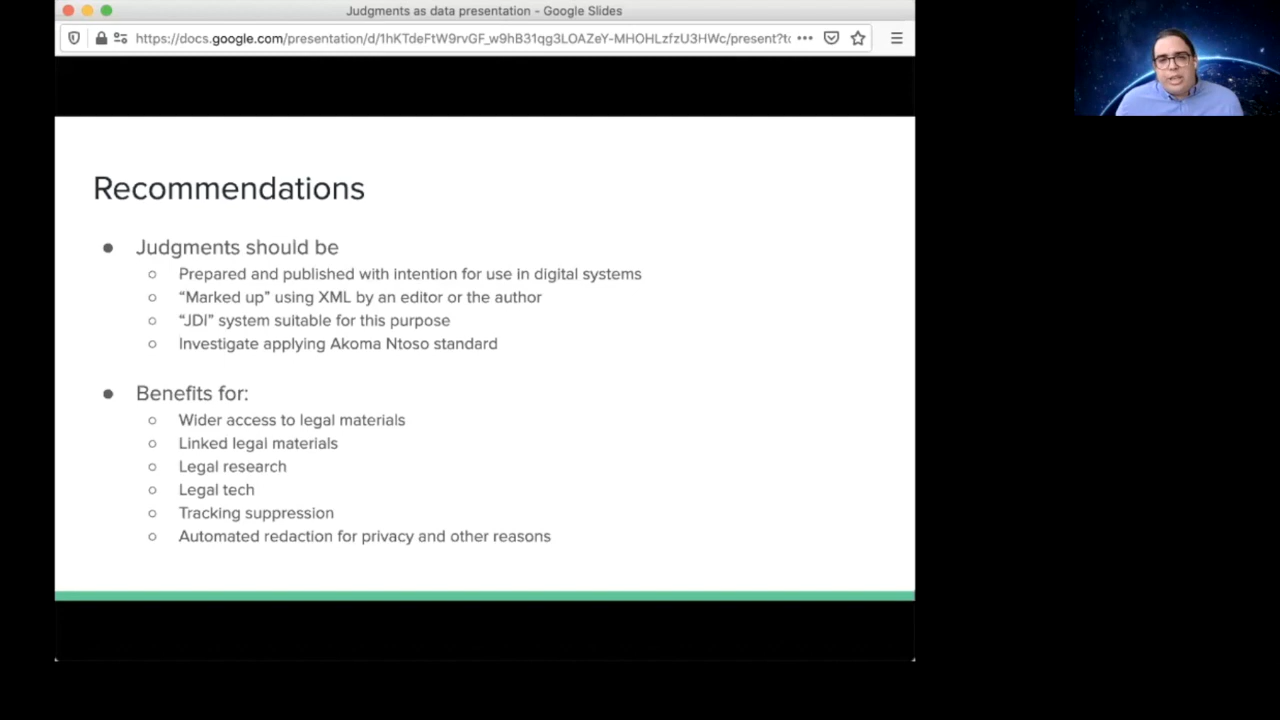 Judgments as data presentation - Google Slides
https://docs.google.com/presentation/d/1hKTdeFtW9rvGF_w9hB31qg3LOAZeY-MHOHLzfzU3HWc/present?to
Recommendations
● Judgments should be
○ Prepared and published with intention for use in digital systems
○ “Marked up” using XML by an editor or the author
○ “JDI” system suitable for this purpose
○ Investigate applying Akoma Ntoso standard
● Benefits for:
○ Wider access to legal materials
○ Linked legal materials
○ Legal research
○ Legal tech
○ Tracking suppression
○ Automated redaction for privacy and other reasons